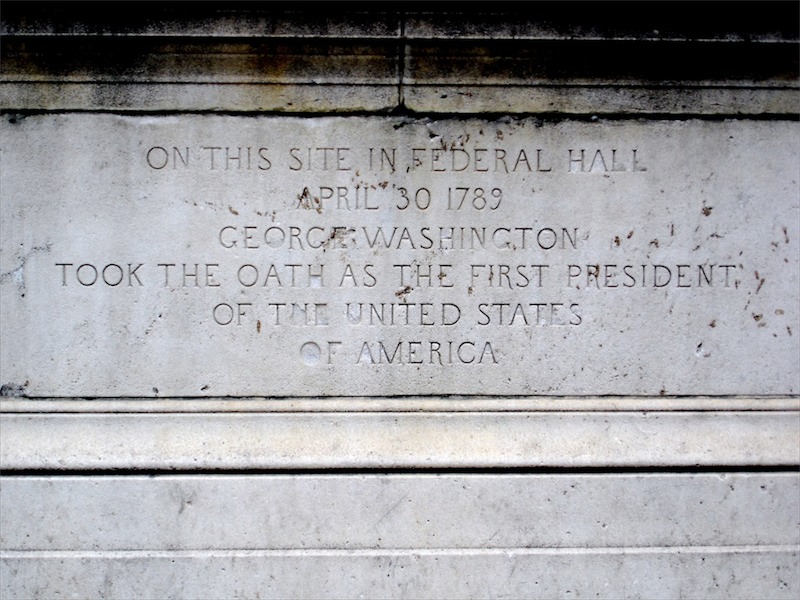 ON THIS SITE IN FEDERAL HALL
APRIL 30 1789
GEORGE WASHINGTON
TOOK THE OATH AS THE FIRST PRESIDENT
OF THE UNITED STATES
OF AMERICA